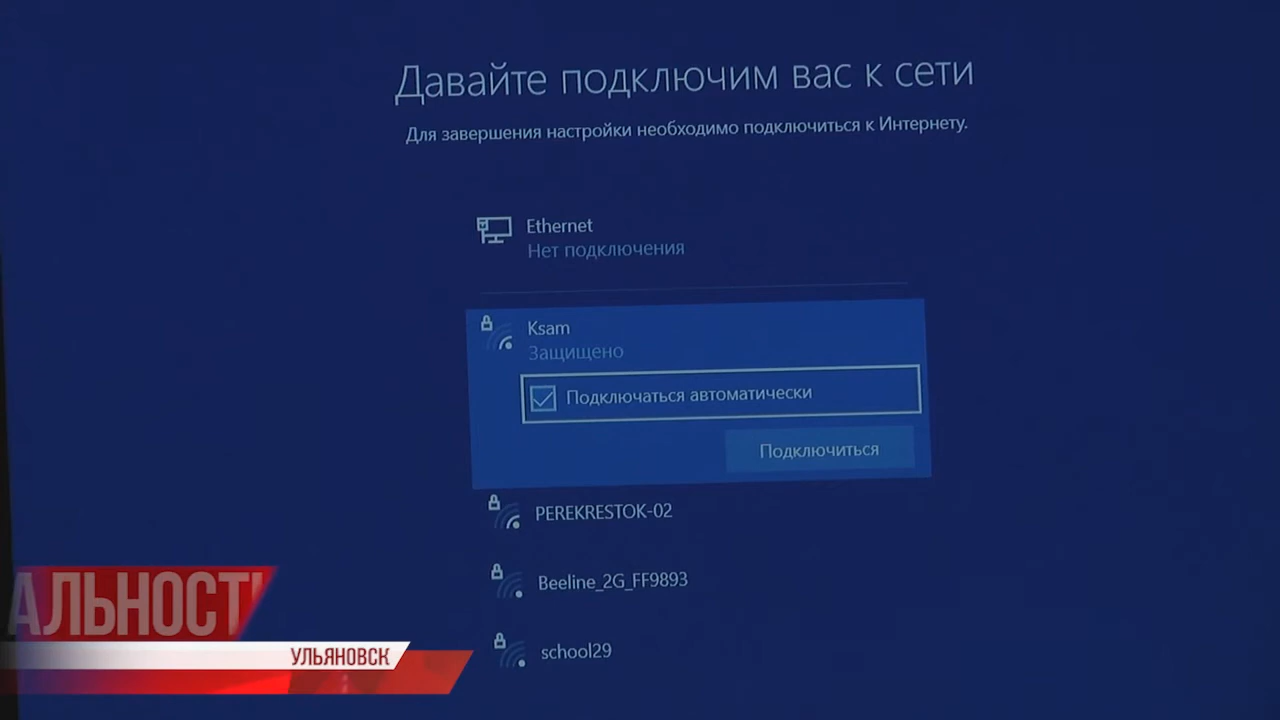 Давайте подключим вас к сети
Для завершения настройки необходимо подключиться к Интернету.
Ethernet
Нет подключения
Ksam
Защищено
Подключаться автоматически
Подключиться
PEREKRESTOK-02
Beeline_2G_FF9893
school29
АЛЬНОСТ
УЛЬЯНОВСК